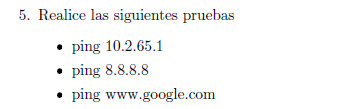 5. Realice las siguientes pruebas
• ping 10.2.65.1
• ping 8.8.8.8
• ping www.google.com